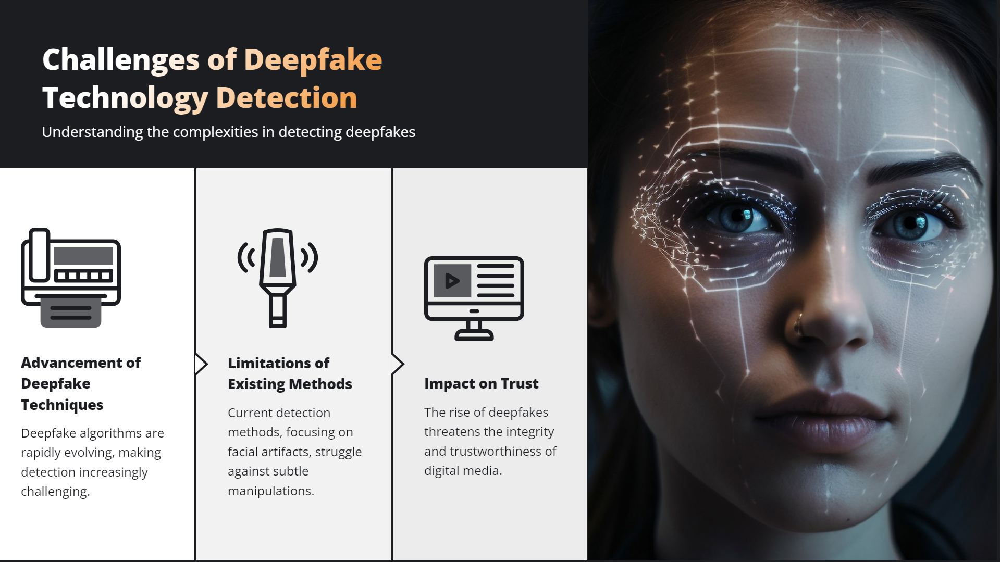 Challenges of Deepfake
Technology Detection
Understanding the complexities in detecting deepfakes
Advancement of
Deepfake
Techniques
Deepfake algorithms are
rapidly evolving, making
detection increasingly
challenging.
Limitations of
Existing Methods
Current detection
methods, focusing on
facial artifacts, struggle
against subtle
manipulations.
Impact on Trust
The rise of deepfakes
threatens the integrity
and trustworthiness of
digital media.